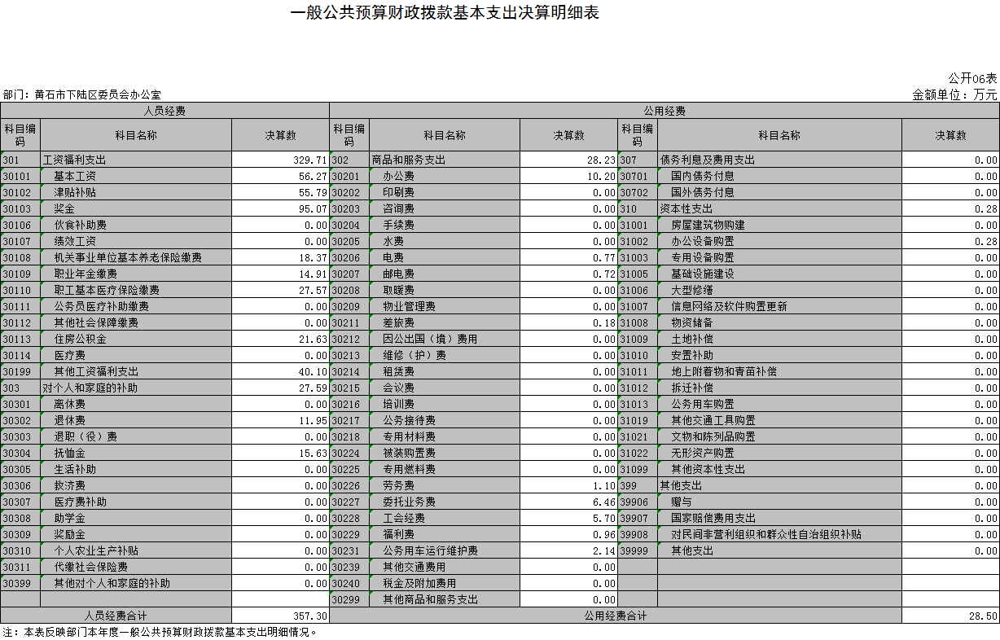 一般公共预算财政拨款基本支出决算明细表
公开06表
部门：黄石市下陆区委员会办公室 金额单位：万元
人员经费 公用经费
科目编码 科目名称 决算数 科目编码 科目名称 决算数 科目编码 科目名称 决算数
301 工资福利支出 329.71 302 商品和服务支出 28.23 307 债务利息及费用支出 0.00
30101 基本工资 56.27 30201 办公费 10.20 30701 国内债务付息 0.00
30102 津贴补贴 55.79 30202 印刷费 0.00 30702 国外债务付息 0.00
30103 奖金 95.07 30203 咨询费 0.00 310 资本性支出 0.28
30106 伙食补助费 0.00 30204 手续费 0.00 31001 房屋建筑物购建 0.00
30107 绩效工资 0.00 30205 水费 0.00 31002 办公设备购置 0.28
30108 机关事业单位基本养老保险缴费 18.37 30206 电费 0.77 31003 专用设备购置 0.00
30109 职业年金缴费 14.91 30207 邮电费 0.72 31005 基础设施建设 0.00
30110 职工基本医疗保险缴费 27.57 30208 取暖费 0.00 31006 大型修缮 0.00
30111 公务员医疗补助缴费 0.00 30209 物业管理费 0.00 31007 信息网络及软件购置更新 0.00
30112 其他社会保障缴费 0.00 30211 差旅费 0.18 31008 物资储备 0.00
30113 住房公积金 21.63 30212 因公出国（境）费用 0.00 31009 土地补偿 0.00
30114 医疗费 0.00 30213 维修（护）费 0.00 31010 安置补助 0.00
30199 其他工资福利支出 40.10 30214 租赁费 0.00 31011 地上附着物和青苗补偿 0.00
303 对个人和家庭的补助 27.59 30215 会议费 0.00 31012 拆迁补偿 0.00
30301 离休费 0.00 30216 培训费 0.00 31013 公务用车购置 0.00
30302 退休费 11.95 30217 公务接待费 0.00 31019 其他交通工具购置 0.00
30303 退职（役）费 0.00 30218 专用材料费 0.00 31021 文物和陈列品购置 0.00
30304 抚恤金 15.63 30224 被装购置费 0.00 31022 无形资产购置 0.00
30305 生活补助 0.00 30225 专用燃料费 0.00 31099 其他资本性支出 0.00
30306 救济费 0.00 30226 劳务费 1.10 399 其他支出 0.00
30307 医疗费补助 0.00 30227 委托业务费 6.46 39906 赠与 0.00
30308 助学金 0.00 30228 工会经费 5.70 39907 国家赔偿费用支出 0.00
30309 奖励金 0.00 30229 福利费 0.96 39908 对民间非营利组织和群众性自治组织补贴 0.00
30310 个人农业生产补贴 0.00 30231 公务用车运行维护费 2.14 39999 其他支出 0.00
30311 代缴社会保险费 0.00 30239 其他交通费用 0.00
30399 其他对个人和家庭的补助 0.00 30240 税金及附加费用 0.00
30299 其他商品和服务支出 0.00
人员经费合计 357.30 公用经费合计 28.50
注：本表反映部门本年度一般公共预算财政拨款基本支出明细情况。